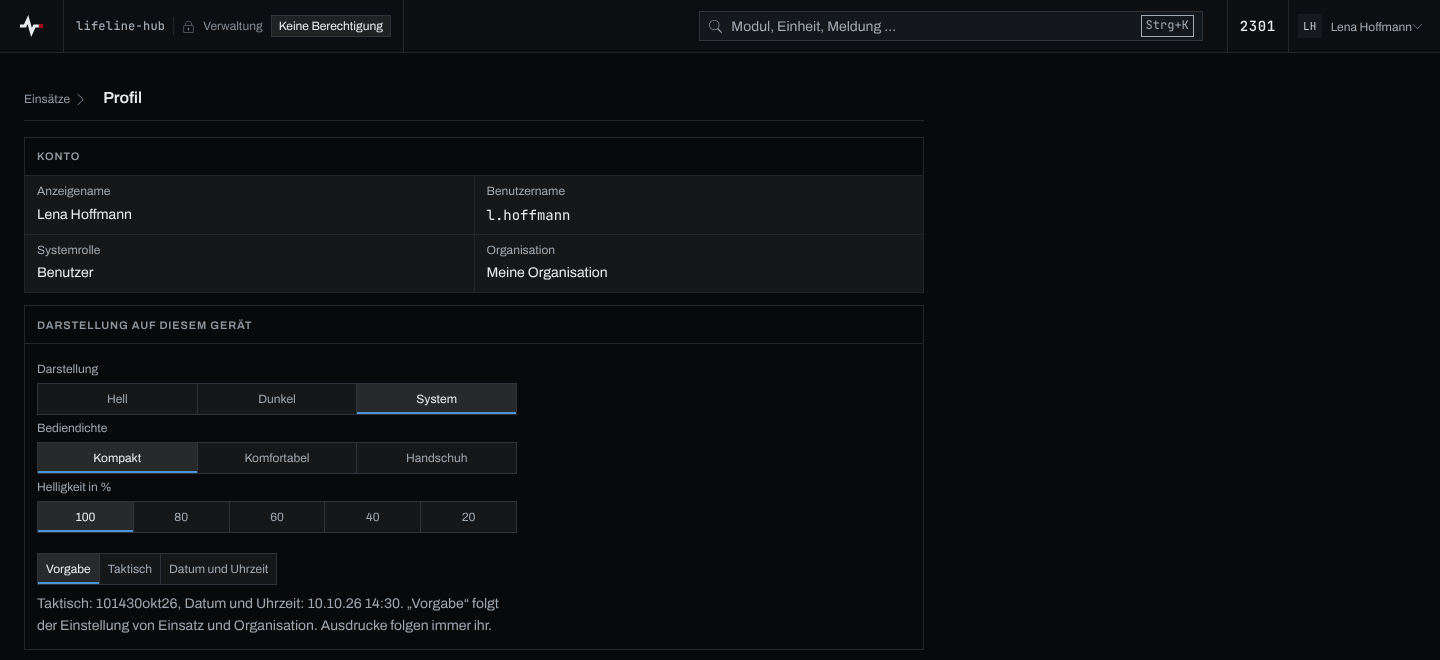 lifeline-hub Verwaltung Keine Berechtigung Modul, Einheit, Meldung ... Strg+K 2301 LH Lena Hoffmann
Einsätze Profil
KONTO
Anzeigename Benutzername
Lena Hoffmann l.hoffmann
Systemrolle Organisation
Benutzer Meine Organisation
DARSTELLUNG AUF DIESEM GERÄT
Darstellung
Hell Dunkel System
Bediendichte
Kompakt Komfortabel Handschuh
Helligkeit in %
100 80 60 40 20
Vorgabe Taktisch Datum und Uhrzeit
Taktisch: 101430okt26, Datum und Uhrzeit: 10.10.26 14:30. „Vorgabe“ folgt
der Einstellung von Einsatz und Organisation. Ausdrucke folgen immer ihr.